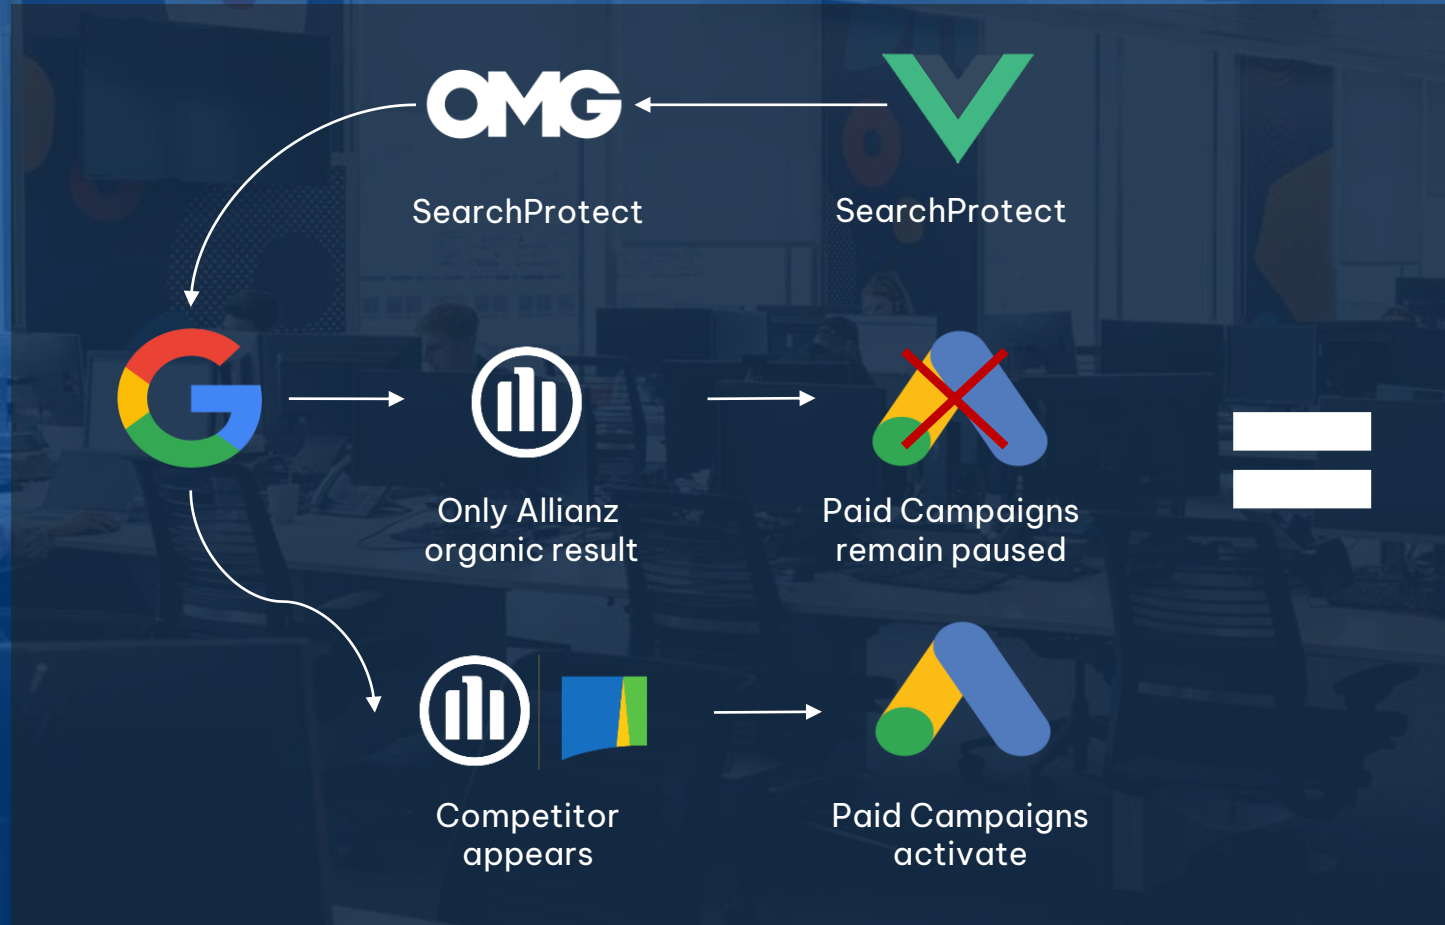 OMG
SearchProtect
SearchProtect
Only Allianz
organic result
Paid Campaigns
remain paused
Competitor
appears
Paid Campaigns
activate